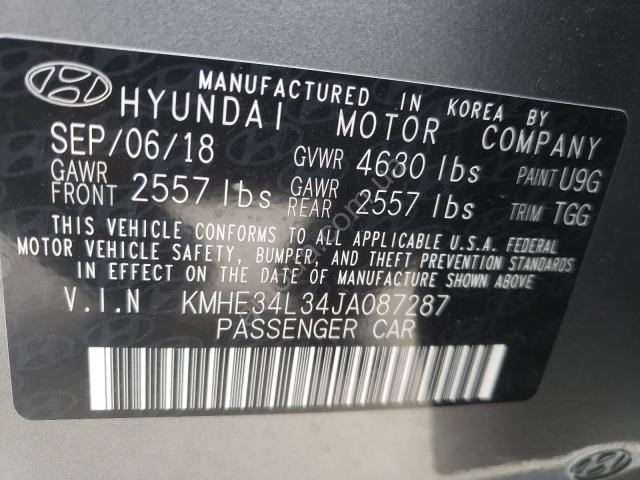 MANUFACTURED IN KOREA BY
HYUNDAI MOTOR COMPANY
SEP/06/18 GVWR 4630 lbs PAINT U9G
GAWR FRONT 2557 lbs GAWR REAR 2557 lbs TRIM TGG
THIS VEHICLE CONFORMS TO ALL APPLICABLE U.S.A. FEDERAL
MOTOR VEHICLE SAFETY, BUMPER, AND THEFT PREVENTION STANDARDS
IN EFFECT ON THE DATE OF MANUFACTURE SHOWN ABOVE.
V.I.N KMHE34L34JA087287
PASSENGER CAR